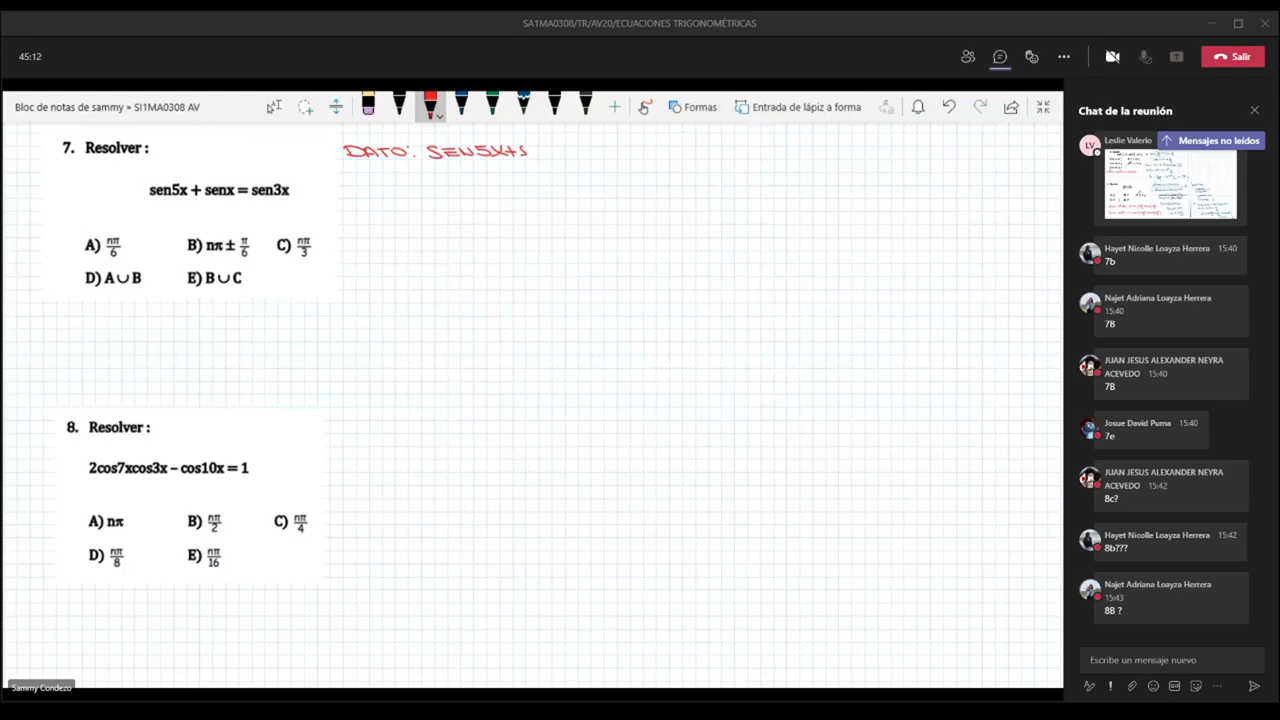 SA1MA0308/TR/AV20/ECUACIONES TRIGONOMÉTRICAS
45:12
Salir
Bloc de notas de sammy » SI1MA0308 AV
Formas
Entrada de lápiz a forma
7. Resolver :
DATO: SEN5X+S
sen5x + senx = sen3x
A) nπ/6 B) nπ ± π/6 C) nπ/3
D) A ∪ B E) B ∪ C
8. Resolver :
2cos7xcos3x – cos10x = 1
A) nπ B) nπ/2 C) nπ/4
D) nπ/8 E) nπ/16
Sammy Condezo
Chat de la reunión
LV Leslie Valerio
Mensajes no leídos
Hayet Nicolle Loayza Herrera 15:40
7b
Najet Adriana Loayza Herrera
15:40
7B
JUAN JESUS ALEXANDER NEYRA
ACEVEDO 15:40
7B
Josue David Puma 15:40
7e
JUAN JESUS ALEXANDER NEYRA
ACEVEDO 15:42
8c?
Hayet Nicolle Loayza Herrera 15:42
8b???
Najet Adriana Loayza Herrera
15:43
8B ?
Escribe un mensaje nuevo
GIF